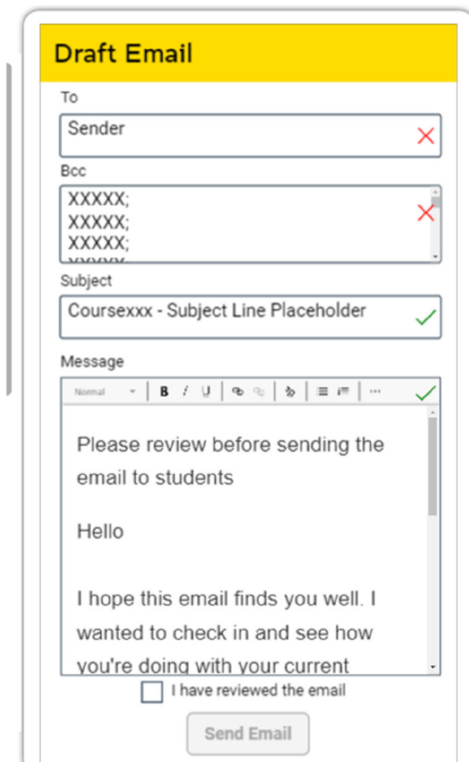 Draft Email
To
Sender
Bcc
XXXXX;
XXXXX;
XXXXX;
Subject
Coursexxx - Subject Line Placeholder
Message
Normal B I U
Please review before sending the
email to students
Hello
I hope this email finds you well. I
wanted to check in and see how
you're doing with your current
I have reviewed the email
Send Email